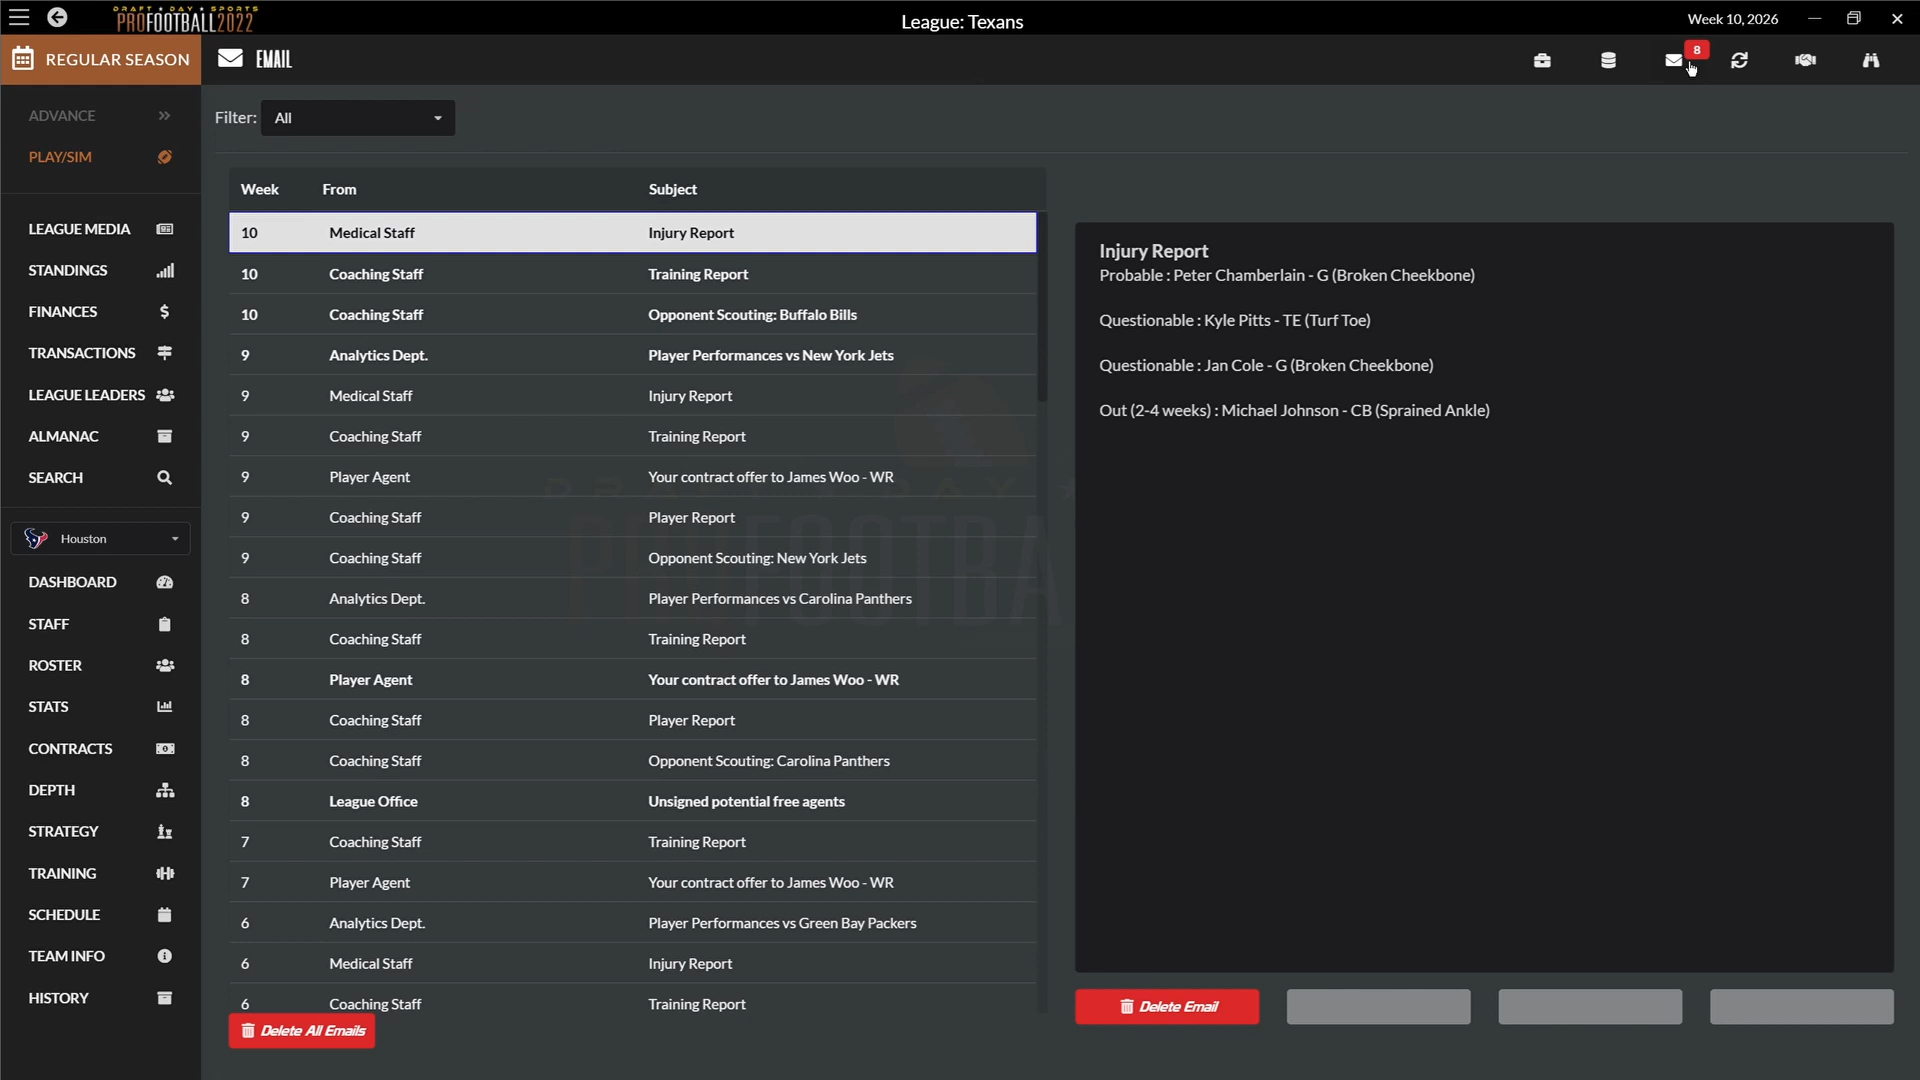 DRAFT DAY SPORTS
PROFOOTBALL2022
League: Texans
Week 10, 2026
REGULAR SEASON
EMAIL
8
ADVANCE
PLAY/SIM
LEAGUE MEDIA
STANDINGS
FINANCES
TRANSACTIONS
LEAGUE LEADERS
ALMANAC
SEARCH
Houston
DASHBOARD
STAFF
ROSTER
STATS
CONTRACTS
DEPTH
STRATEGY
TRAINING
SCHEDULE
TEAM INFO
HISTORY
Filter: All
Week From Subject
10 Medical Staff Injury Report
10 Coaching Staff Training Report
10 Coaching Staff Opponent Scouting: Buffalo Bills
9 Analytics Dept. Player Performances vs New York Jets
9 Medical Staff Injury Report
9 Coaching Staff Training Report
9 Player Agent Your contract offer to James Woo - WR
9 Coaching Staff Player Report
9 Coaching Staff Opponent Scouting: New York Jets
8 Analytics Dept. Player Performances vs Carolina Panthers
8 Coaching Staff Training Report
8 Player Agent Your contract offer to James Woo - WR
8 Coaching Staff Player Report
8 Coaching Staff Opponent Scouting: Carolina Panthers
8 League Office Unsigned potential free agents
7 Coaching Staff Training Report
7 Player Agent Your contract offer to James Woo - WR
6 Analytics Dept. Player Performances vs Green Bay Packers
6 Medical Staff Injury Report
6 Coaching Staff Training Report
Delete All Emails
Injury Report
Probable : Peter Chamberlain - G (Broken Cheekbone)
Questionable : Kyle Pitts - TE (Turf Toe)
Questionable : Jan Cole - G (Broken Cheekbone)
Out (2-4 weeks) : Michael Johnson - CB (Sprained Ankle)
Delete Email
DRAFT DAY
PROFOOTBA